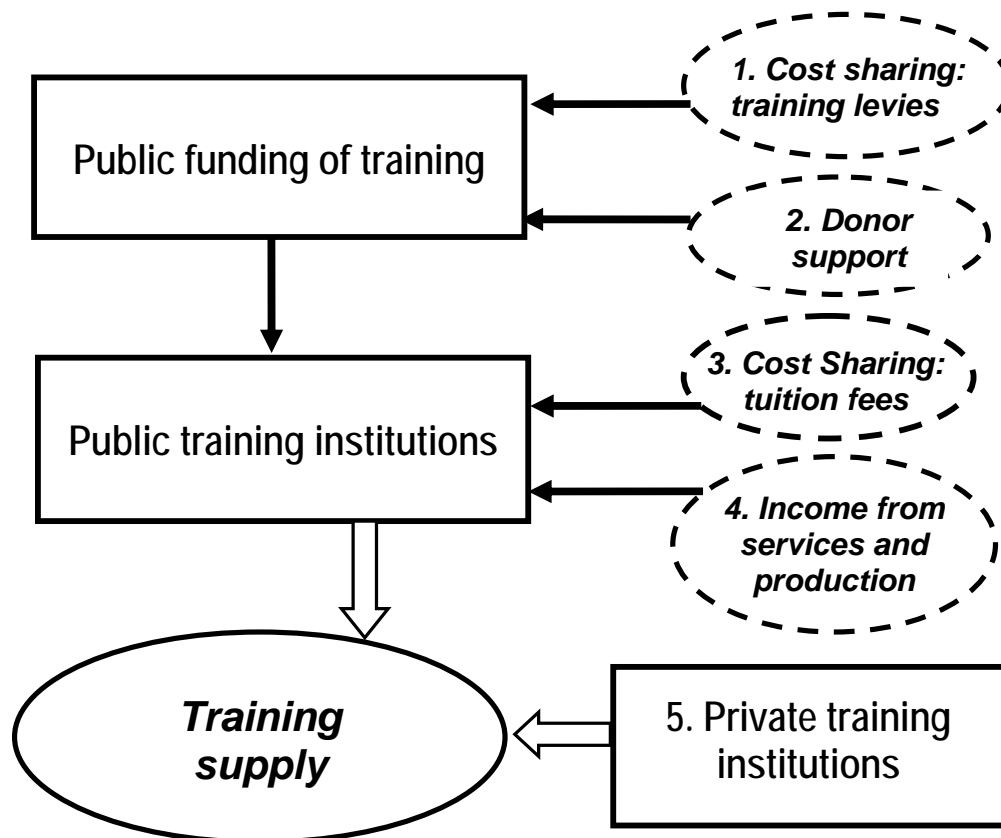 1. Cost sharing:
training levies
Public funding of training
2. Donor
support
3. Cost Sharing:
tuition fees
Public training institutions
4. Income from
services and
production
Training
supply
5. Private training
institutions